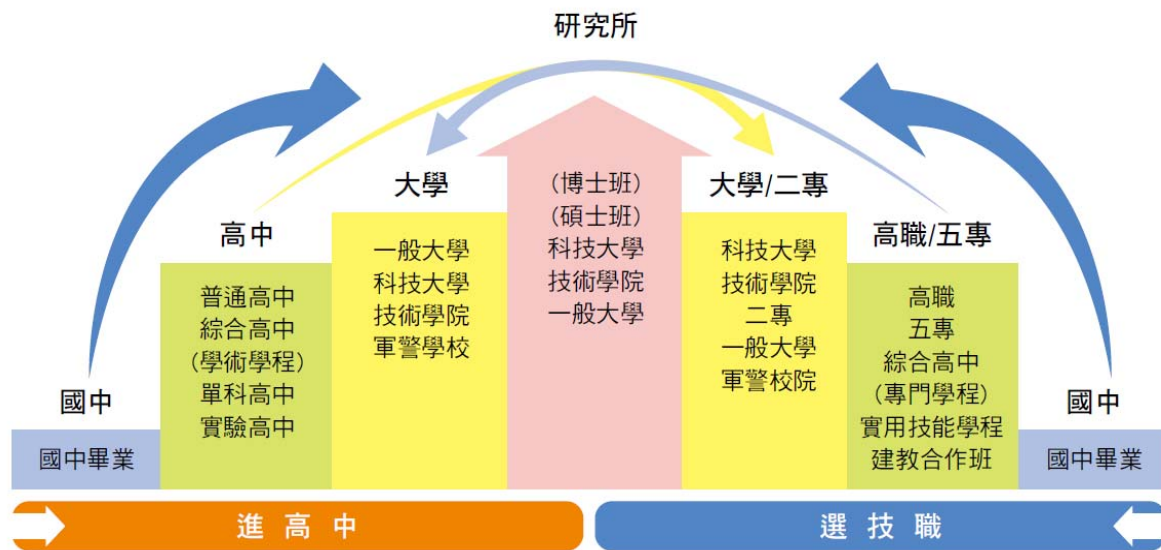 研究所
大學
(博士班)
(碩士班)
科技大學
技術學院
一般大學
大學/二專
高中
一般大學
科技大學
技術學院
軍警學校
科技大學
技術學院
二專
一般大學
軍警校院
高職/五專
普通高中
綜合高中
(學術學程)
單科高中
實驗高中
高職
五專
綜合高中
(專門學程)
實用技能學程
建教合作班
國中
國中畢業
國中
國中畢業
進高中
選技職